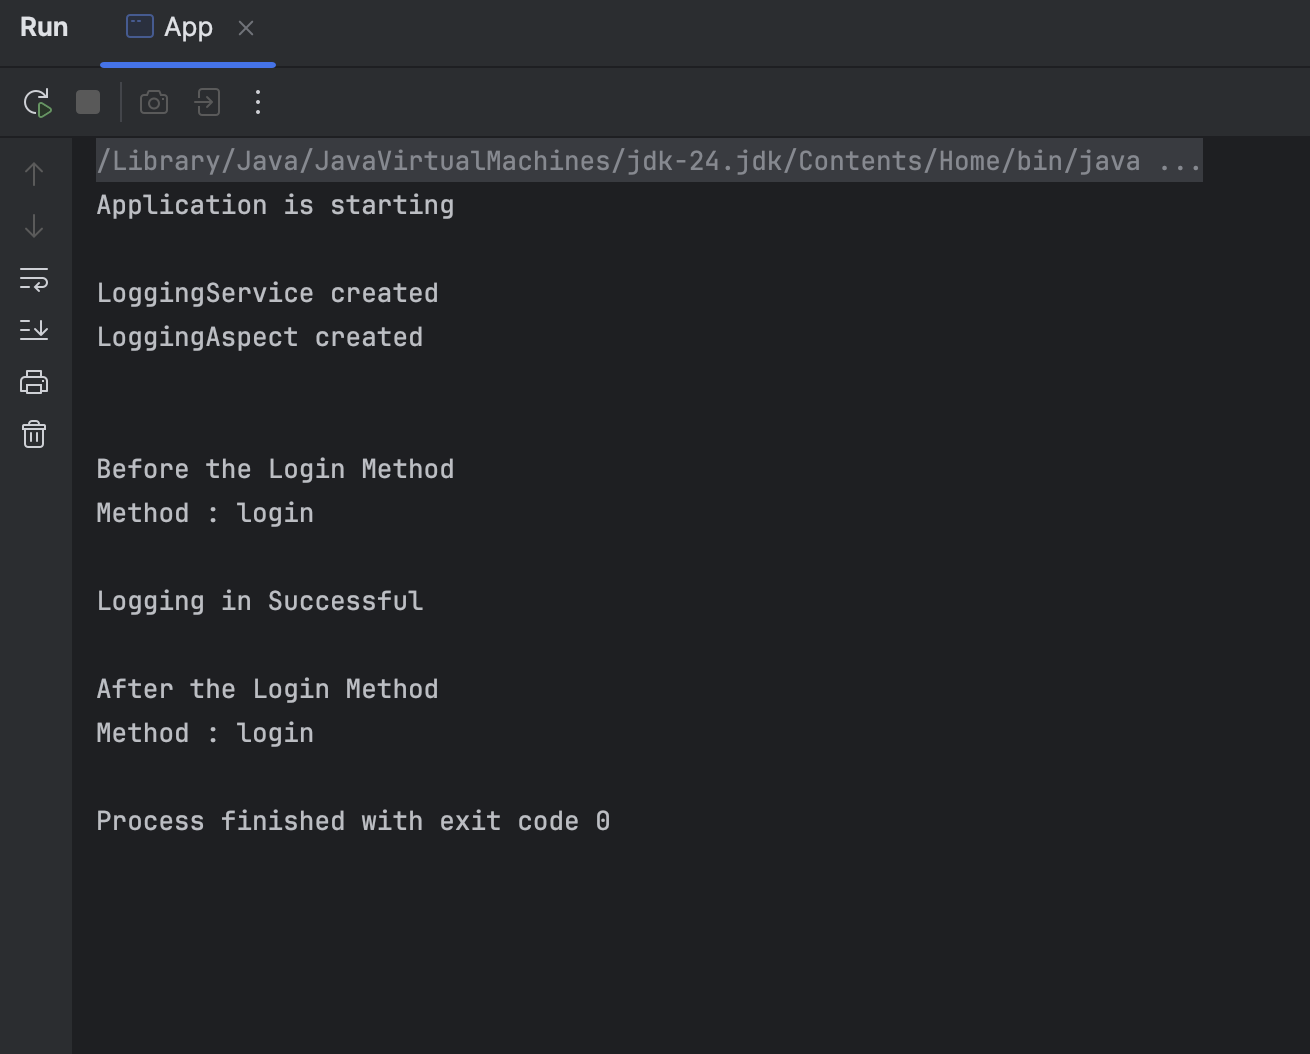 Run App
/Library/Java/JavaVirtualMachines/jdk-24.jdk/Contents/Home/bin/java ...
Application is starting
LoggingService created
LoggingAspect created
Before the Login Method
Method : login
Logging in Successful
After the Login Method
Method : login
Process finished with exit code 0